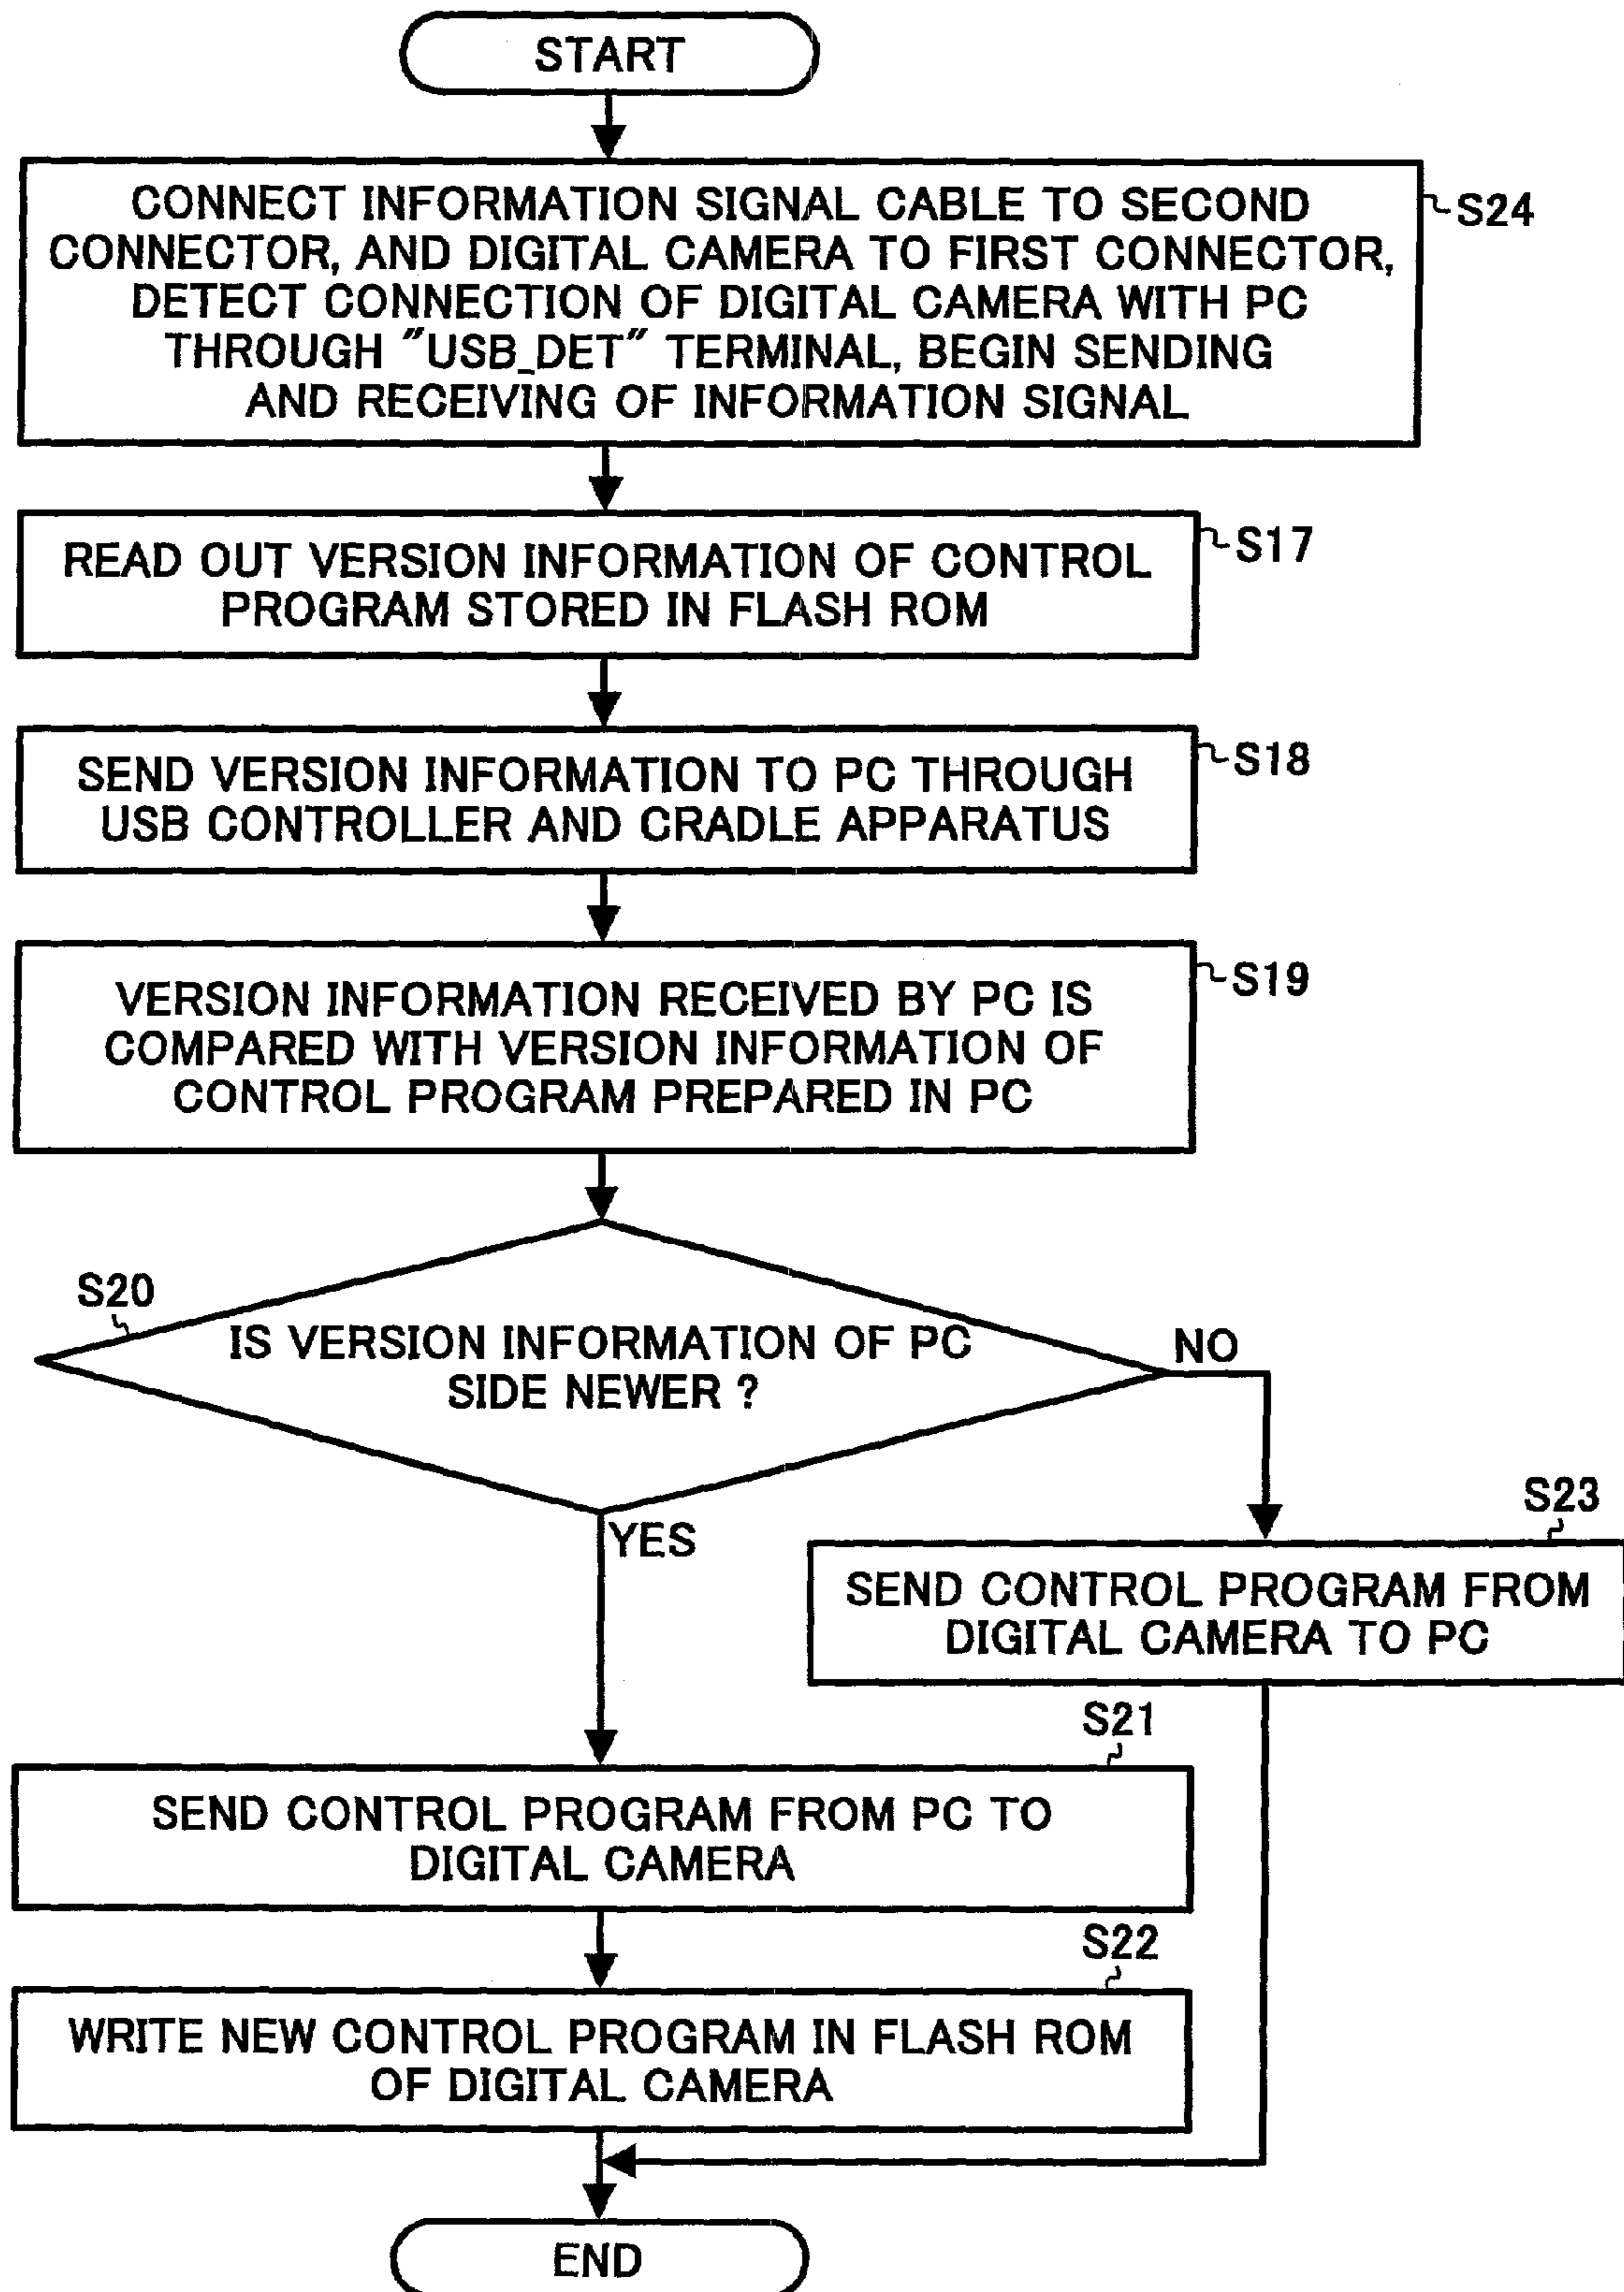 START
CONNECT INFORMATION SIGNAL CABLE TO SECOND
CONNECTOR, AND DIGITAL CAMERA TO FIRST CONNECTOR,
DETECT CONNECTION OF DIGITAL CAMERA WITH PC
THROUGH "USB_DET" TERMINAL, BEGIN SENDING
AND RECEIVING OF INFORMATION SIGNAL
S24
READ OUT VERSION INFORMATION OF CONTROL
PROGRAM STORED IN FLASH ROM
S17
SEND VERSION INFORMATION TO PC THROUGH
USB CONTROLLER AND CRADLE APPARATUS
S18
VERSION INFORMATION RECEIVED BY PC IS
COMPARED WITH VERSION INFORMATION OF
CONTROL PROGRAM PREPARED IN PC
S19
S20
IS VERSION INFORMATION OF PC
SIDE NEWER ?
NO
YES
S23
SEND CONTROL PROGRAM FROM
DIGITAL CAMERA TO PC
S21
SEND CONTROL PROGRAM FROM PC TO
DIGITAL CAMERA
S22
WRITE NEW CONTROL PROGRAM IN FLASH ROM
OF DIGITAL CAMERA
END